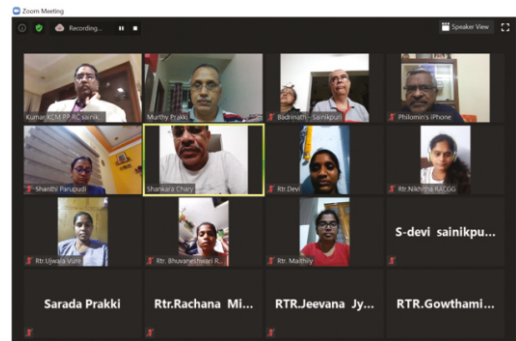 Zoom Meeting
Recording...
Speaker View
Kumar KCM PP RC sainik...
Murthy Prakki
Badrinath - Sainikpuri
Philomin's iPhone
Shanthi Parupudi
Shankara Chary
Rtr.Devi
Rtr.Nikhitha RACGG
Rtr.Ujwala Vure
Rtr. Bhuvaneshwari R...
Rtr. Maithily
S-devi sainikpu...
Sarada Prakki
Rtr.Rachana Mi...
RTR.Jeevana Jy...
RTR.Gowthami...